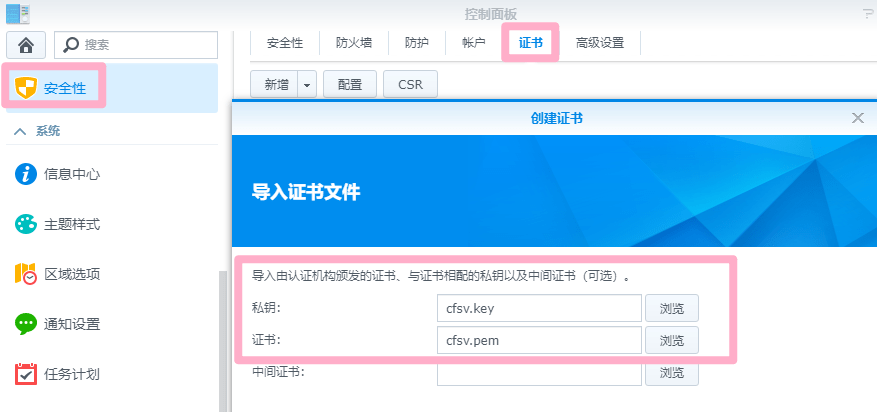 控制面板
搜索
安全性 防火墙 防护 帐户 证书 高级设置
安全性
新增 配置 CSR
创建证书
系统
信息中心
导入证书文件
主题样式
区域选项
导入由认证机构颁发的证书、与证书相配的私钥以及中间证书（可选）。
私钥： cfsv.key 浏览
通知设置
证书： cfsv.pem 浏览
任务计划
中间证书： 浏览